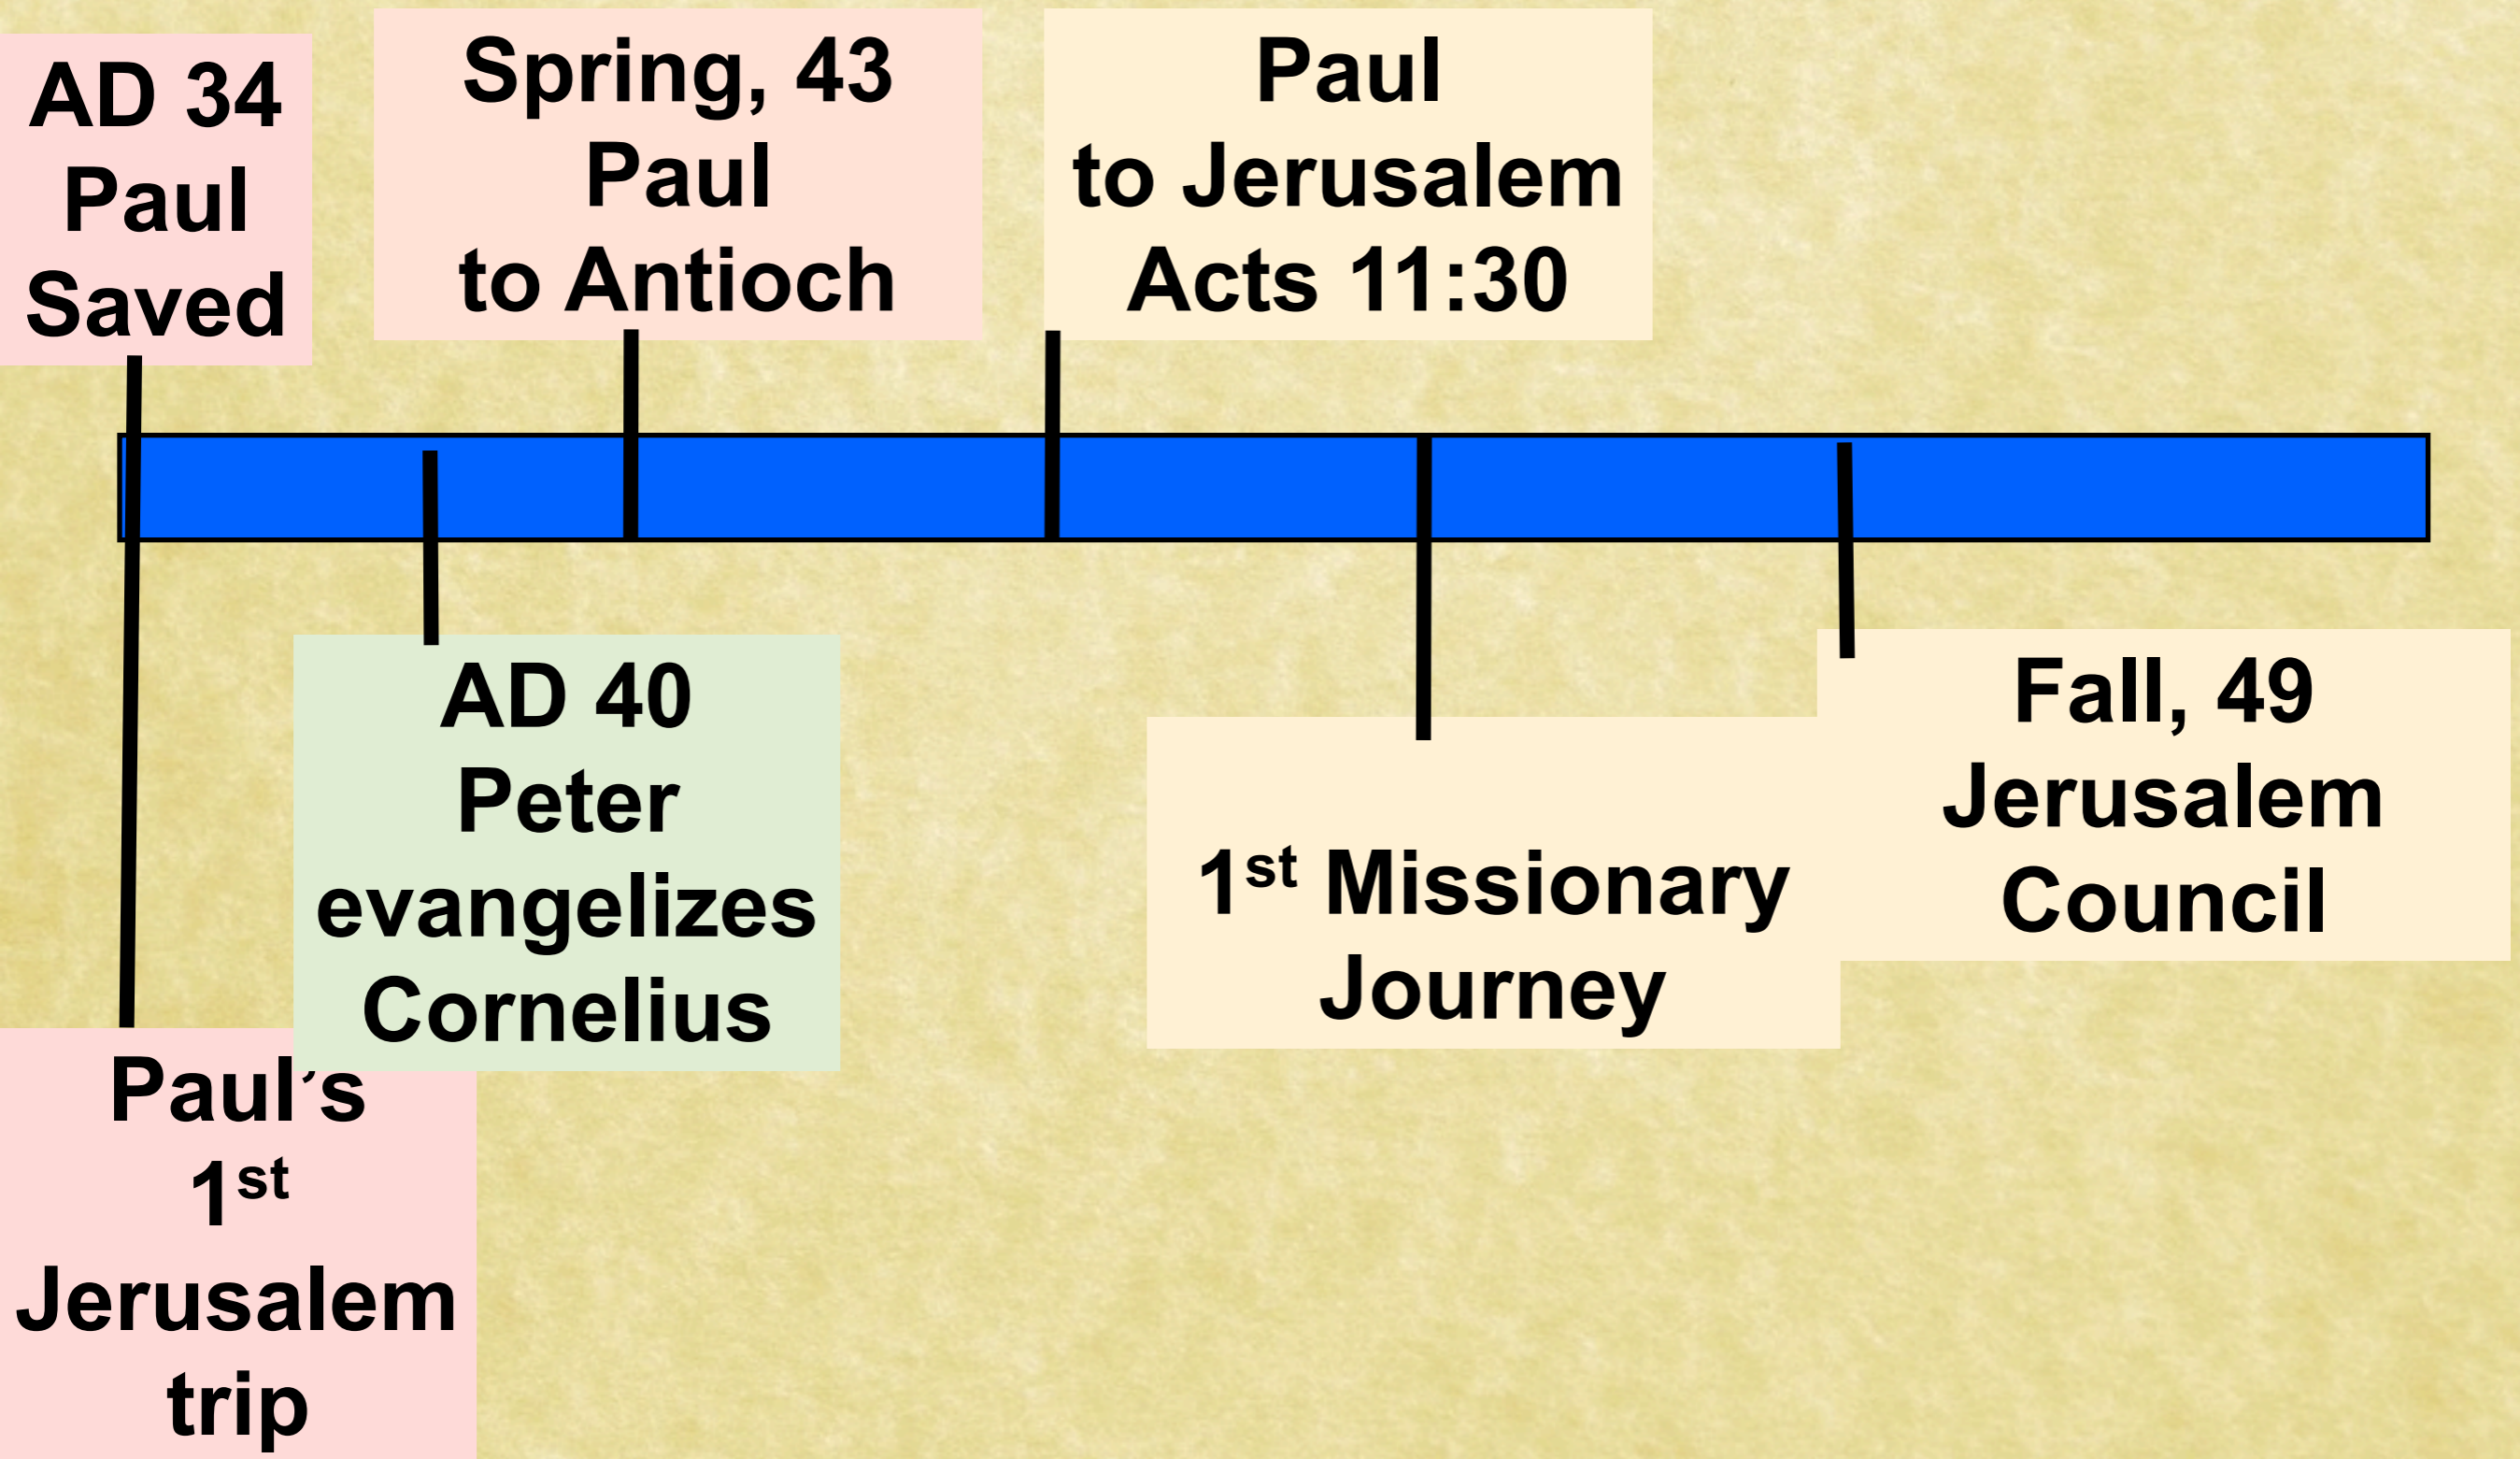 AD 34
Paul
Saved
Spring, 43
Paul
to Antioch
Paul
to Jerusalem
Acts 11:30
AD 40
Peter
evangelizes
Cornelius
1st Missionary
Journey
Fall, 49
Jerusalem
Council
Paul’s
1st
Jerusalem
trip